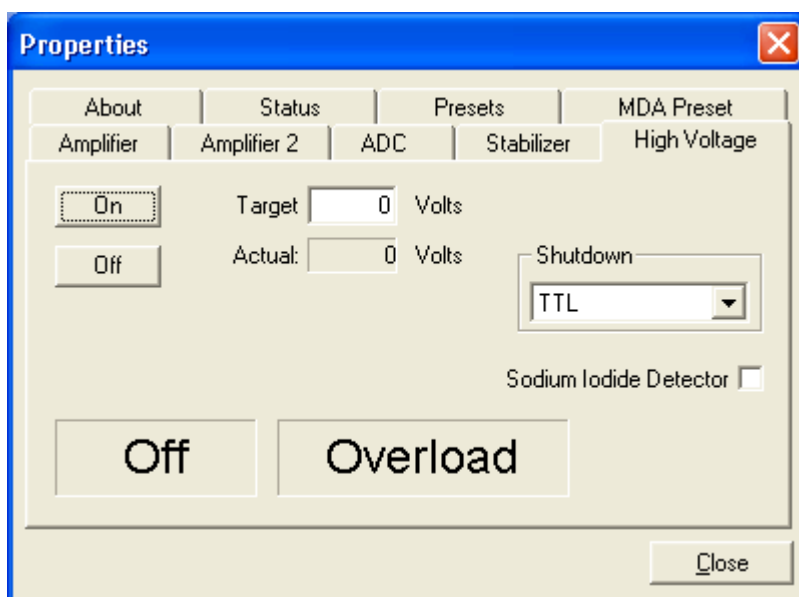 Properties
About Status Presets MDA Preset
Amplifier Amplifier 2 ADC Stabilizer High Voltage
On Target 0 Volts
Off Actual: 0 Volts
Shutdown
TTL
Sodium Iodide Detector
Off Overload
Close